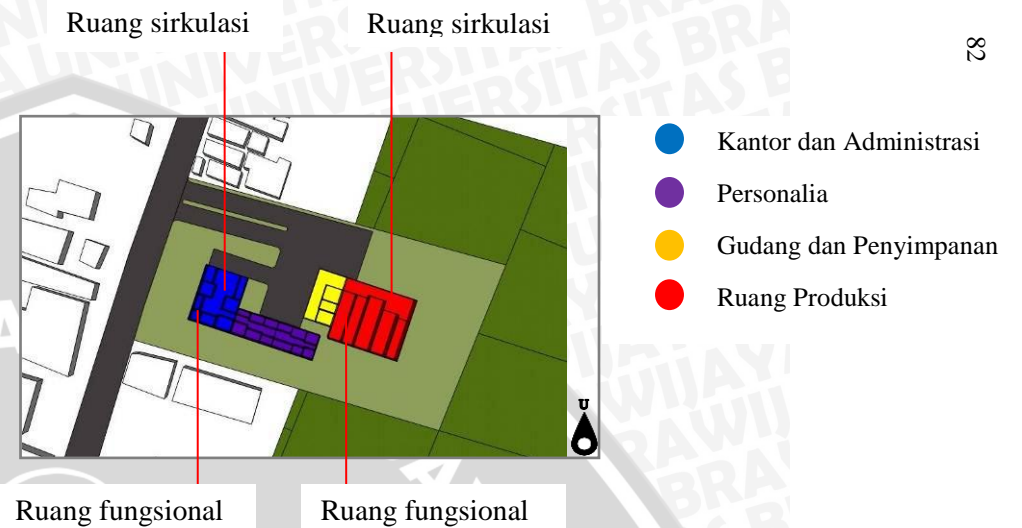 Ruang sirkulasi
Ruang sirkulasi
82
Kantor dan Administrasi
Personalia
Gudang dan Penyimpanan
Ruang Produksi
U
Ruang fungsional
Ruang fungsional